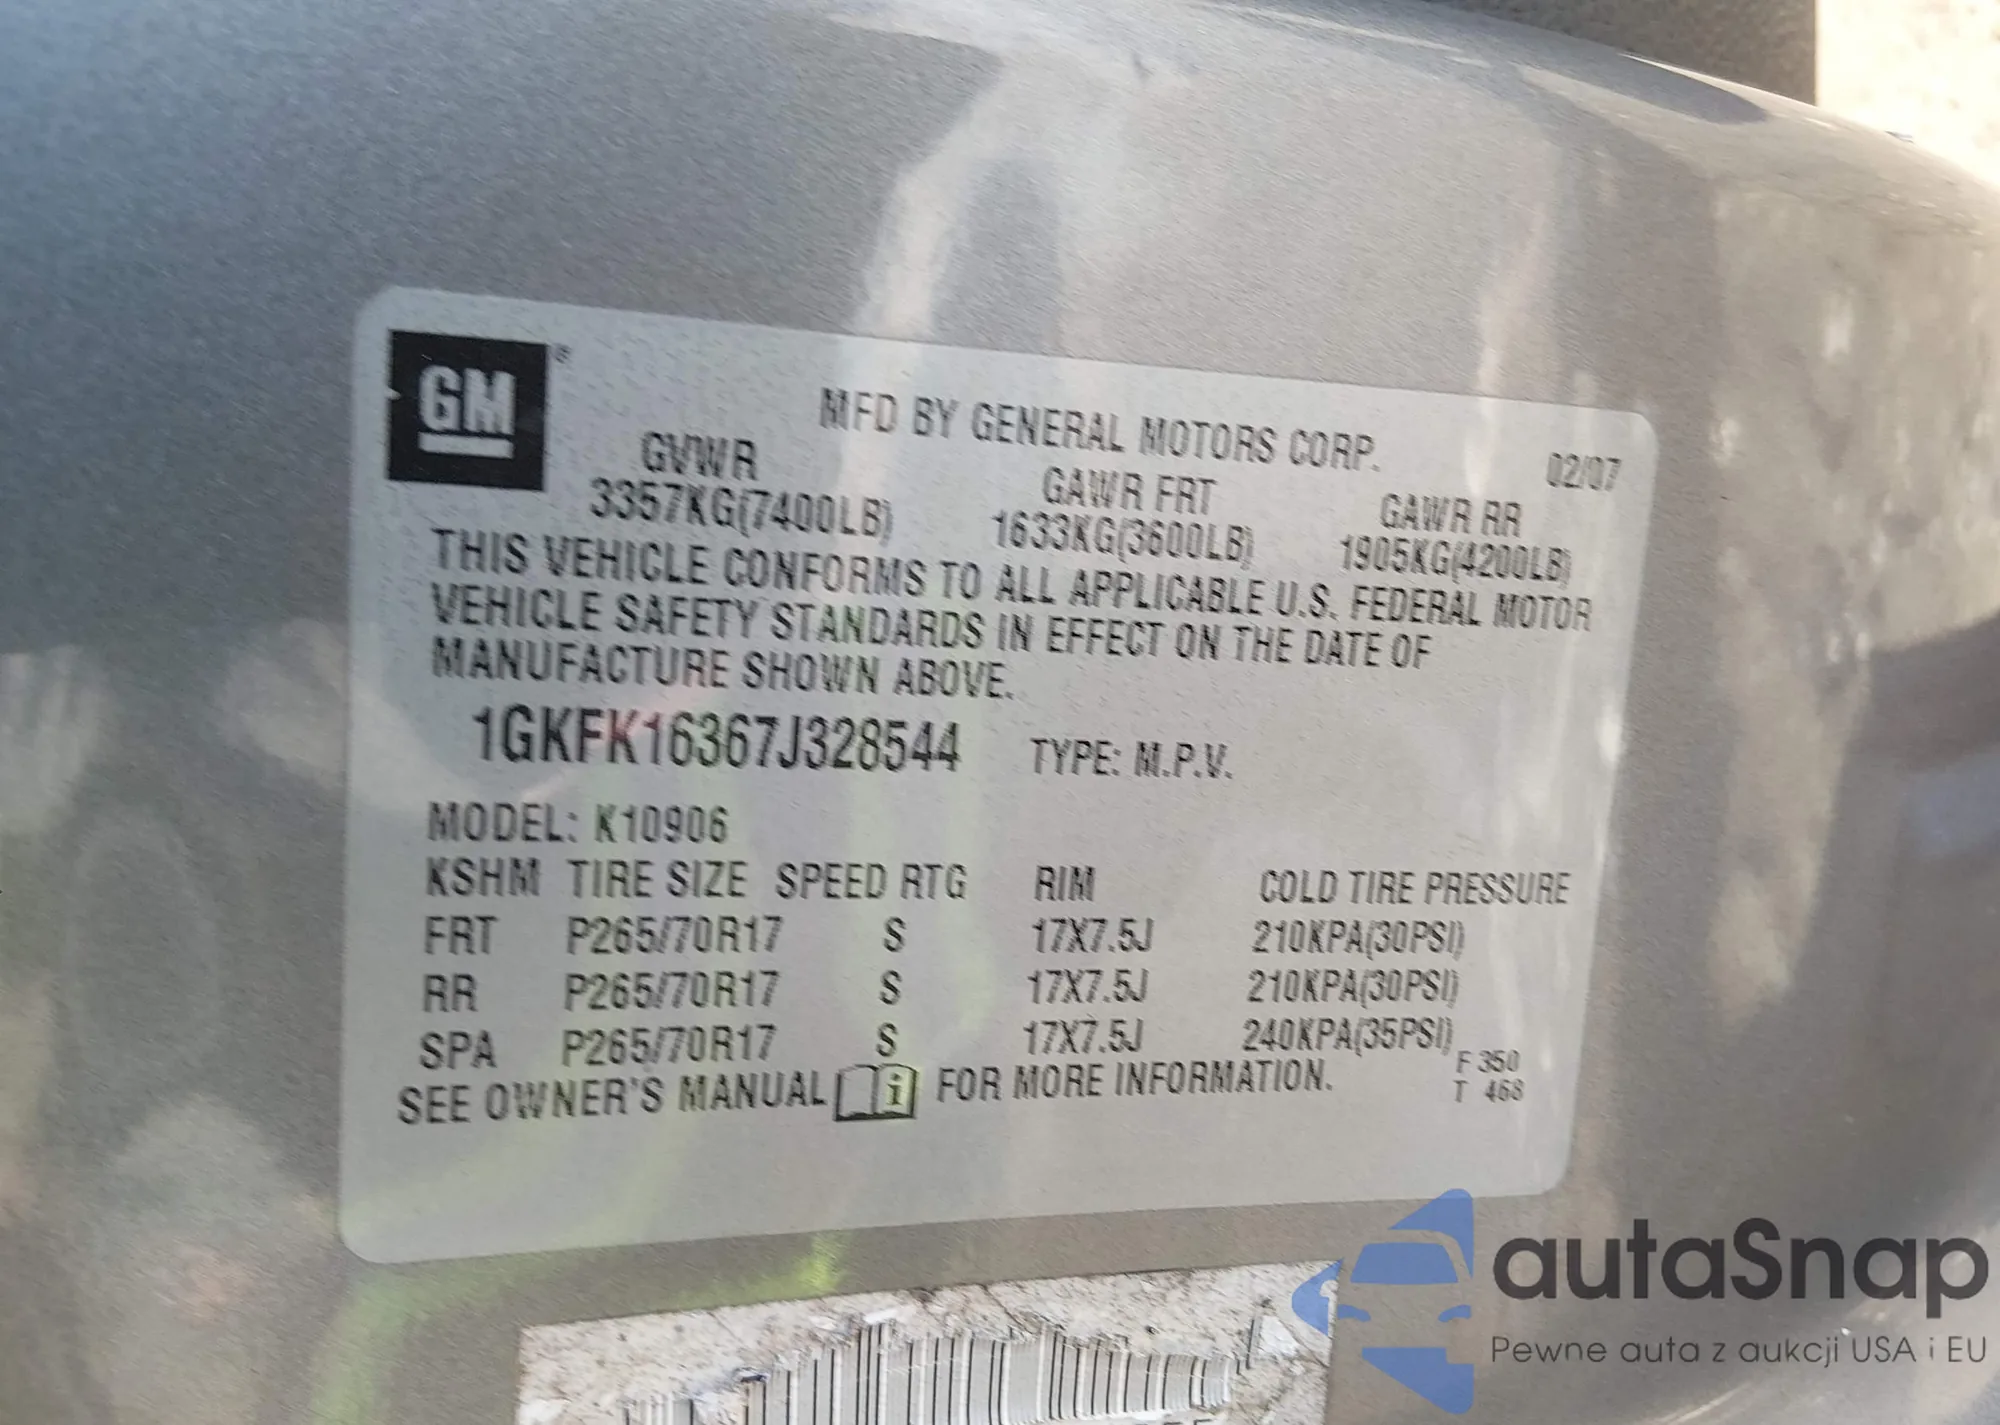 GM®
MFD BY GENERAL MOTORS CORP. 02/07
GVWR GAWR FRT GAWR RR
3357KG(7400LB) 1633KG(3600LB) 1905KG(4200LB)
THIS VEHICLE CONFORMS TO ALL APPLICABLE U.S. FEDERAL MOTOR
VEHICLE SAFETY STANDARDS IN EFFECT ON THE DATE OF
MANUFACTURE SHOWN ABOVE.
1GKFK16367J328544 TYPE: M.P.V.
MODEL: K10906
KSHM TIRE SIZE SPEED RTG RIM COLD TIRE PRESSURE
FRT P265/70R17 S 17X7.5J 210KPA(30PSI)
RR P265/70R17 S 17X7.5J 210KPA(30PSI)
SPA P265/70R17 S 17X7.5J 240KPA(35PSI)
SEE OWNER'S MANUAL i FOR MORE INFORMATION.
F 350
T 468
autaSnap
Pewne auta z aukcji USA i EU